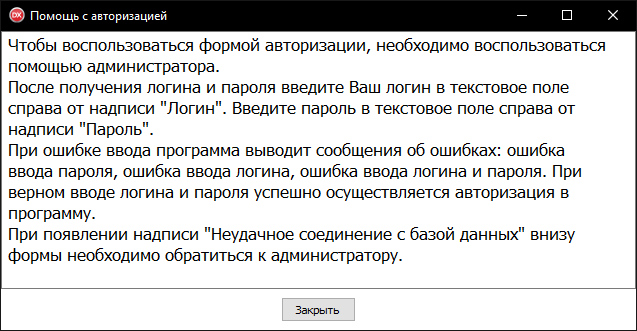 DX
Помощь с авторизацией
Чтобы воспользоваться формой авторизации, необходимо воспользоваться
помощью администратора.
После получения логина и пароля введите Ваш логин в текстовое поле
справа от надписи "Логин". Введите пароль в текстовое поле справа от
надписи "Пароль".
При ошибке ввода программа выводит сообщения об ошибках: ошибка
ввода пароля, ошибка ввода логина, ошибка ввода логина и пароля. При
верном вводе логина и пароля успешно осуществляется авторизация в
программу.
При появлении надписи "Неудачное соединение с базой данных" внизу
формы необходимо обратиться к администратору.
Закрыть